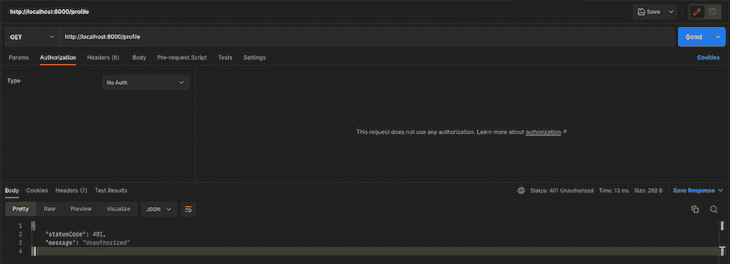 http://localhost:8000/profile
Save
GET http://localhost:8000/profile Send
Params Authorization Headers (6) Body Pre-request Script Tests Settings Cookies
Type No Auth
This request does not use any authorization. Learn more about authorization ↗
Body Cookies Headers (7) Test Results Status: 401 Unauthorized Time: 13 ms Size: 268 B Save Response
Pretty Raw Preview Visualize JSON
1 {
2 "statusCode": 401,
3 "message": "Unauthorized"
4 }